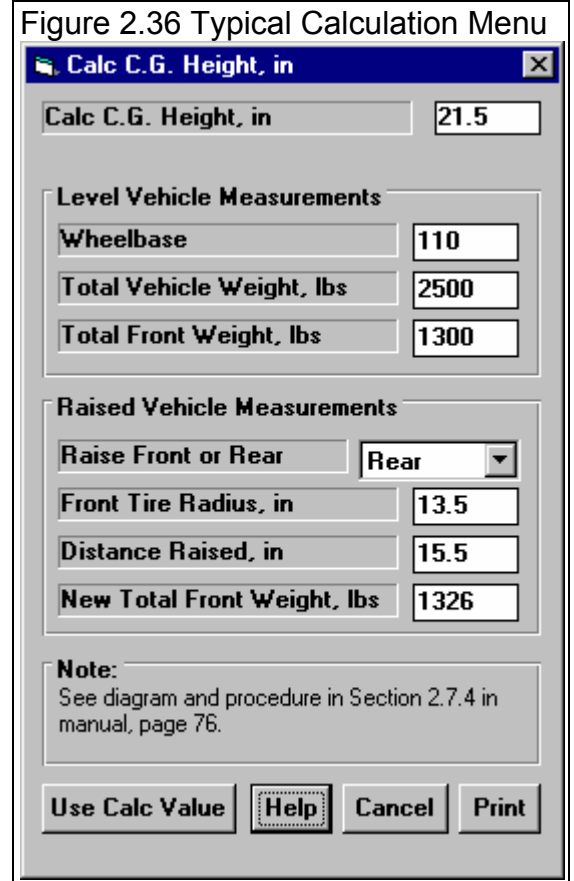 Figure 2.36 Typical Calculation Menu
Calc C.G. Height, in
Calc C.G. Height, in 21.5
Level Vehicle Measurements
Wheelbase 110
Total Vehicle Weight, lbs 2500
Total Front Weight, lbs 1300
Raised Vehicle Measurements
Raise Front or Rear Rear
Front Tire Radius, in 13.5
Distance Raised, in 15.5
New Total Front Weight, lbs 1326
Note:
See diagram and procedure in Section 2.7.4 in
manual, page 76.
Use Calc Value Help Cancel Print